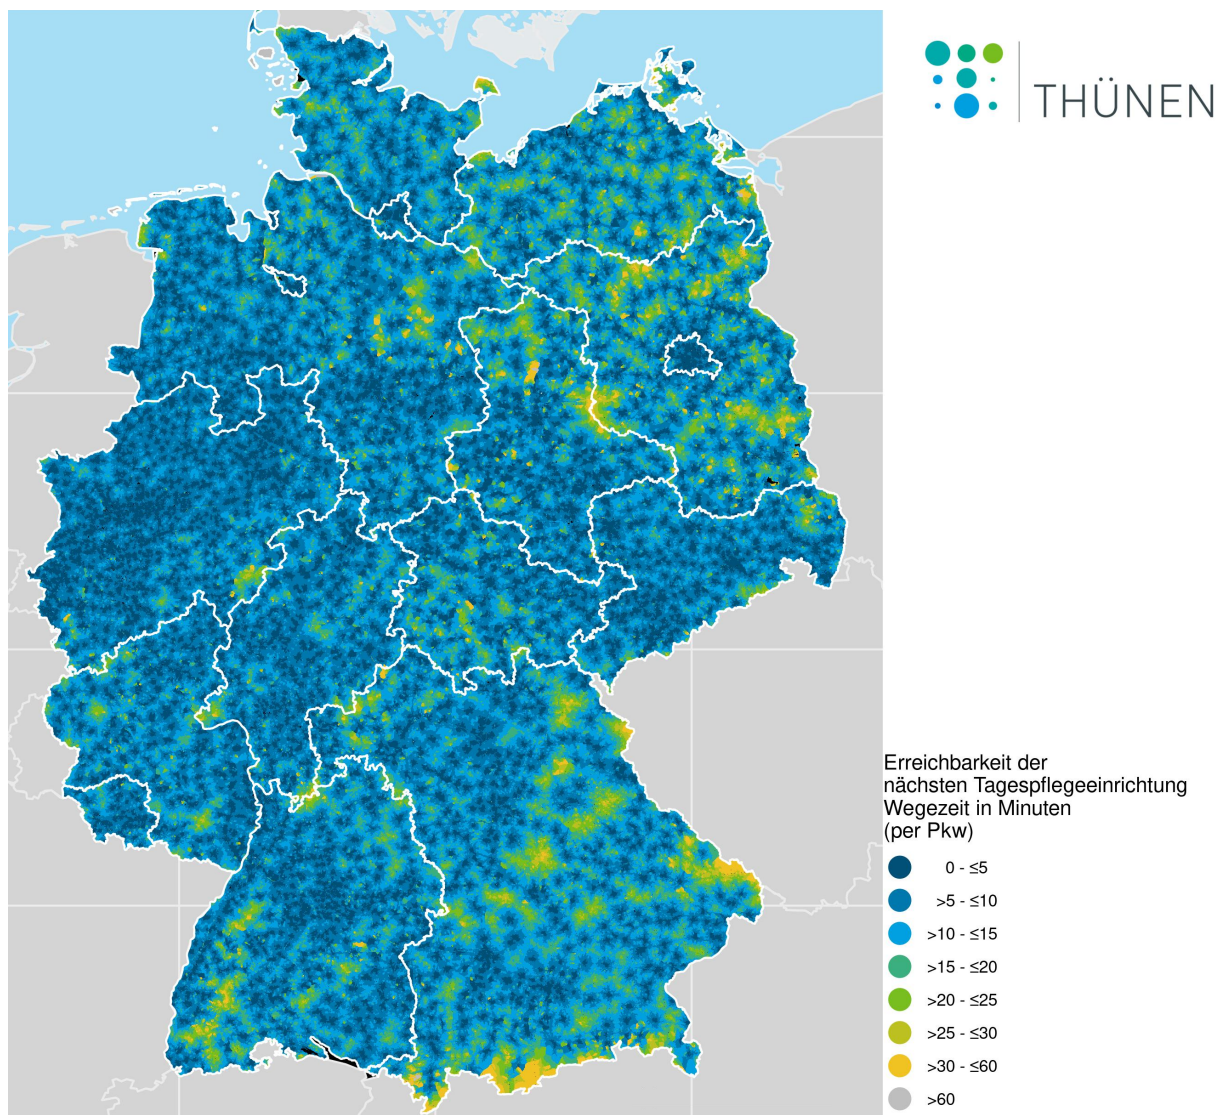 THÜNEN
Erreichbarkeit der
nächsten Tagespflegeeinrichtung
Wegezeit in Minuten
(per Pkw)
0 - ≤5
>5 - ≤10
>10 - ≤15
>15 - ≤20
>20 - ≤25
>25 - ≤30
>30 - ≤60
>60